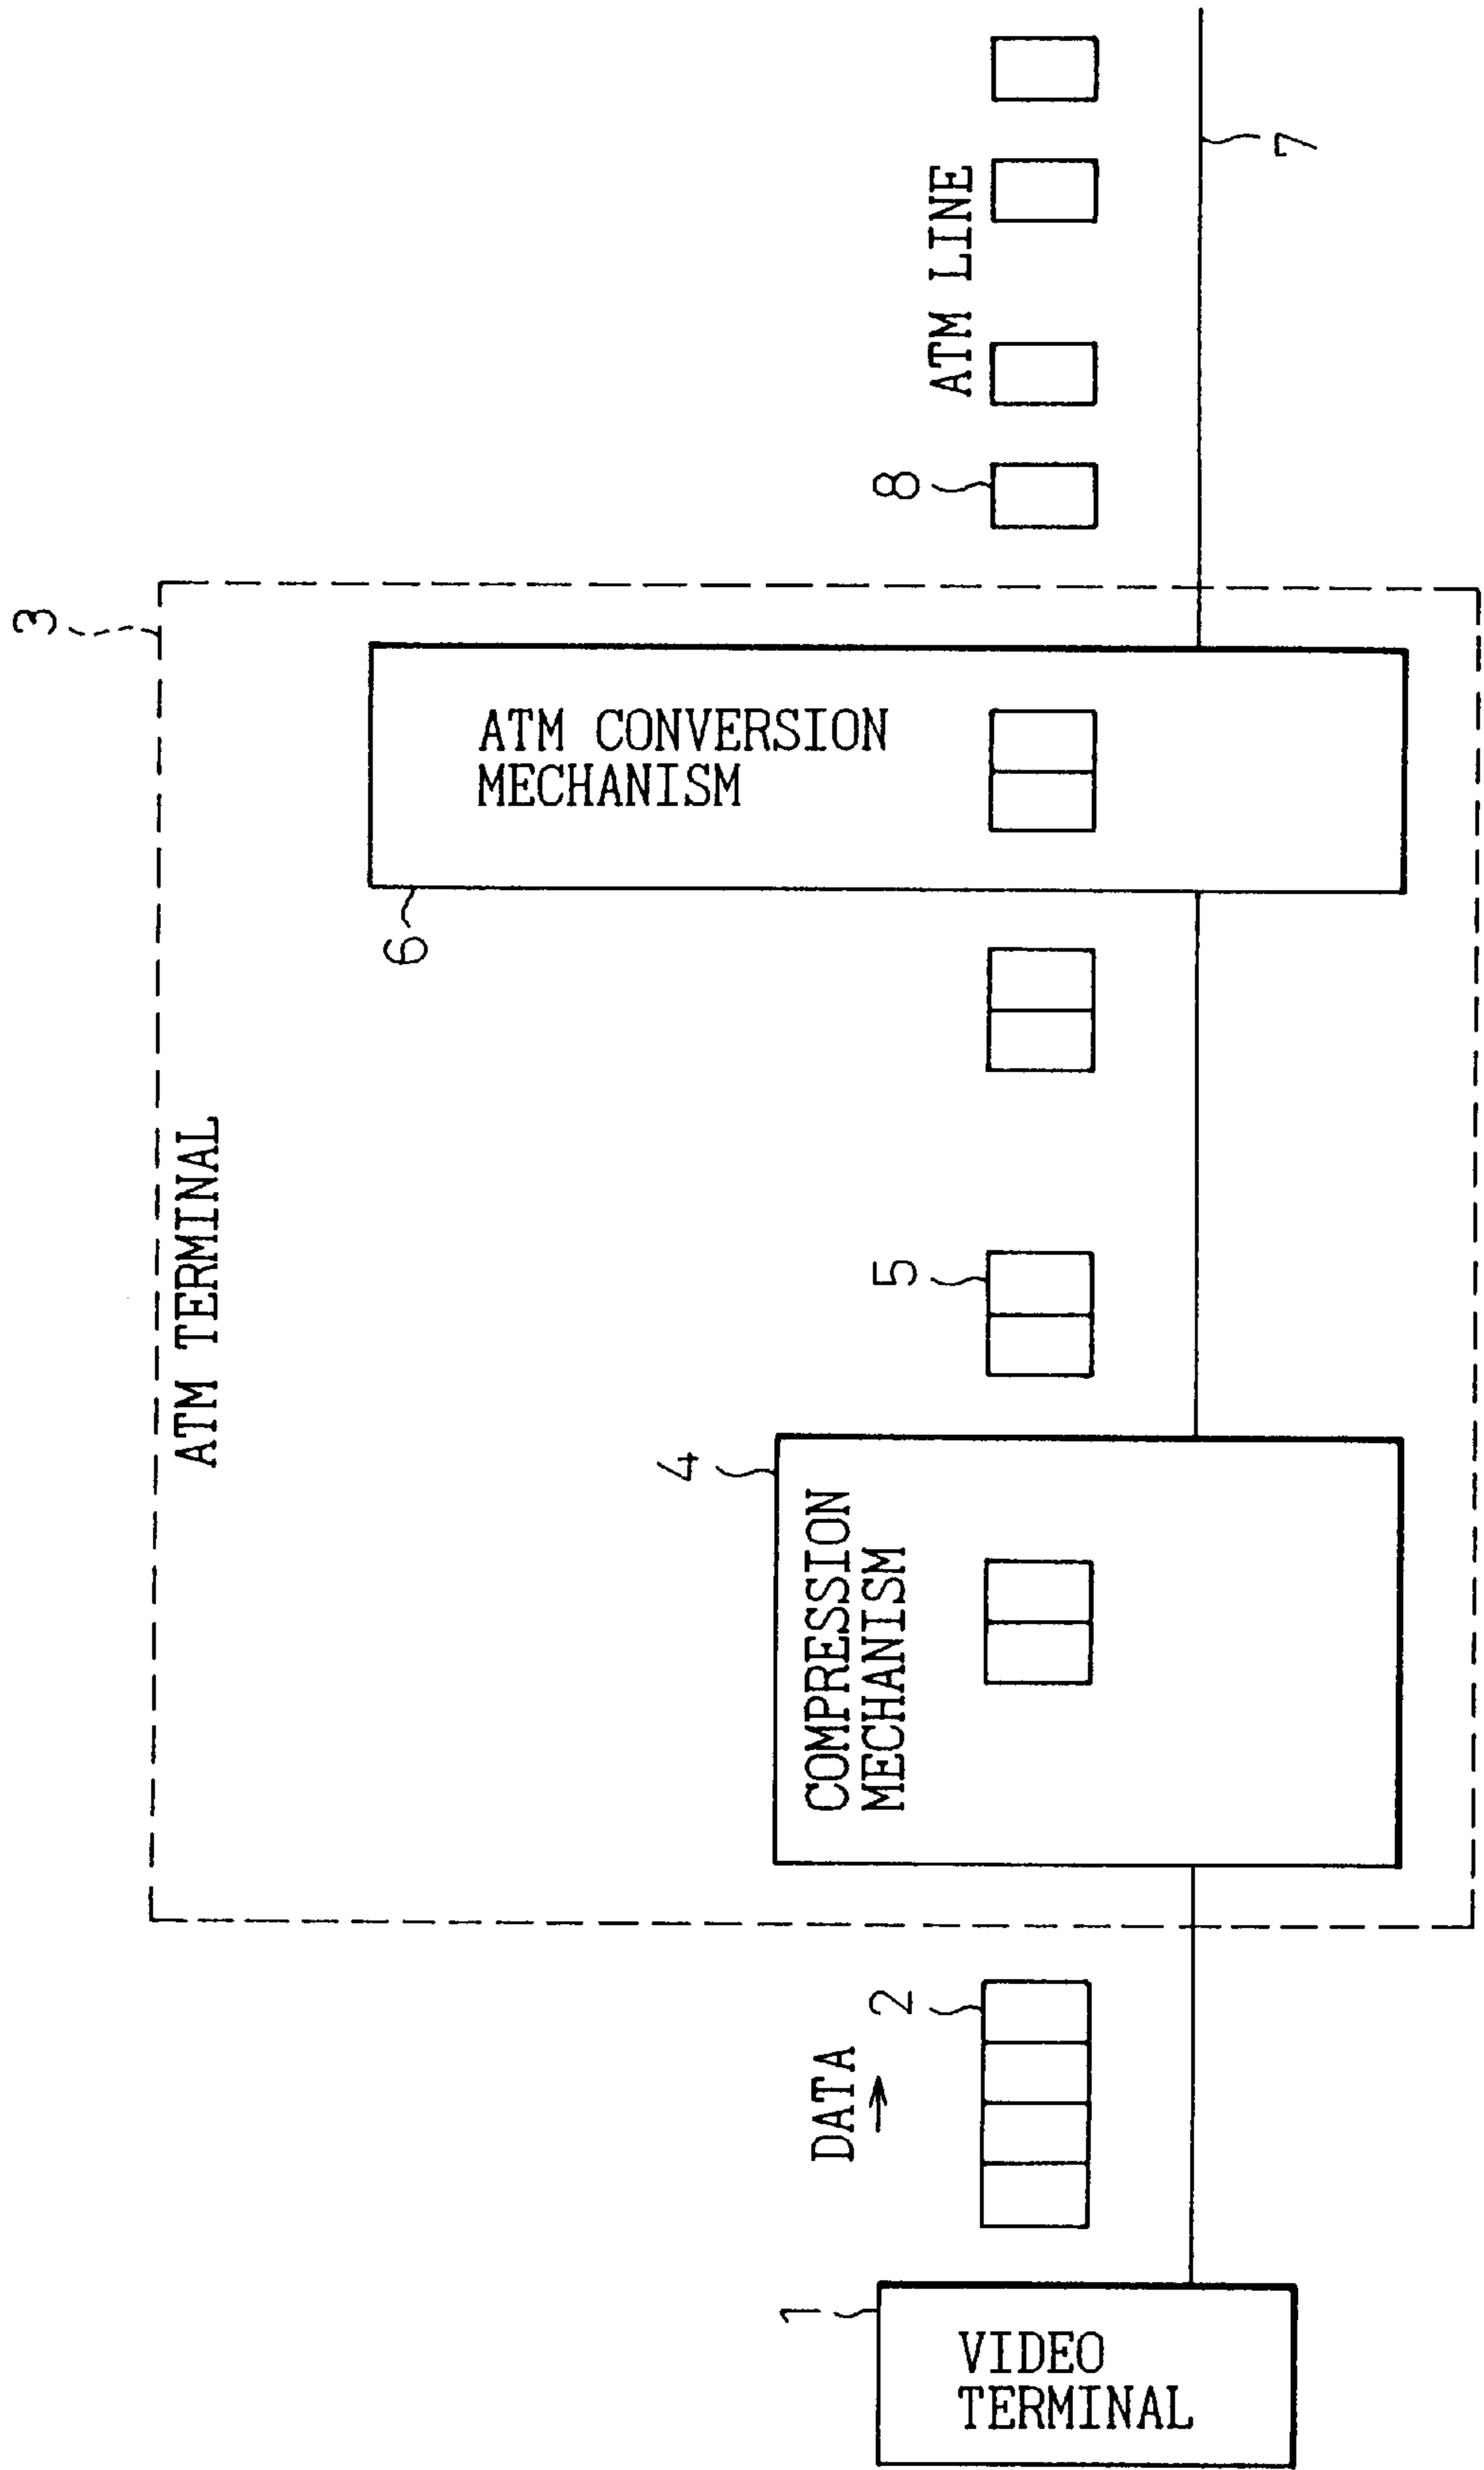 3
ATM TERMINAL
6
ATM CONVERSION
MECHANISM
4
COMPRESSION
MECHANISM
1
VIDEO
TERMINAL
DATA →
2
5
8
ATM LINE
7